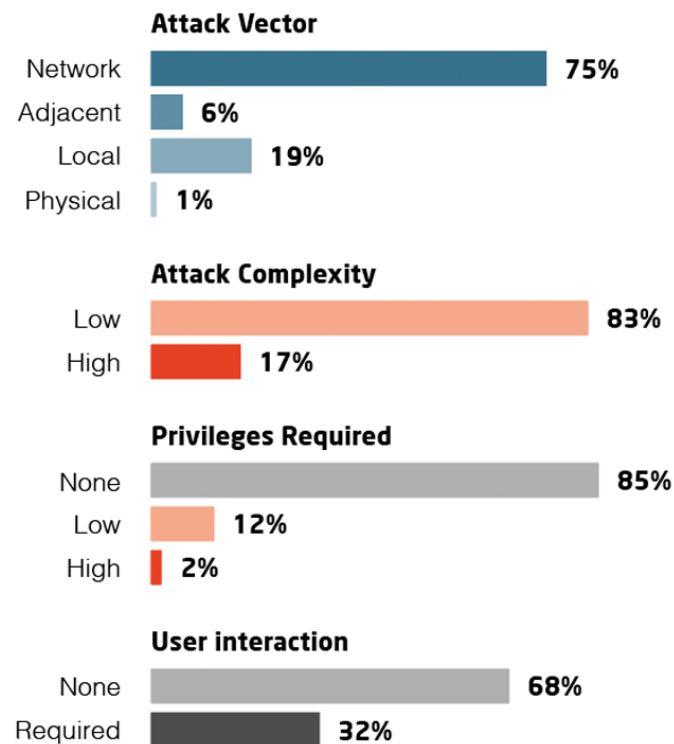 Attack Vector
Network 75%
Adjacent 6%
Local 19%
Physical 1%
Attack Complexity
Low 83%
High 17%
Privileges Required
None 85%
Low 12%
High 2%
User interaction
None 68%
Required 32%